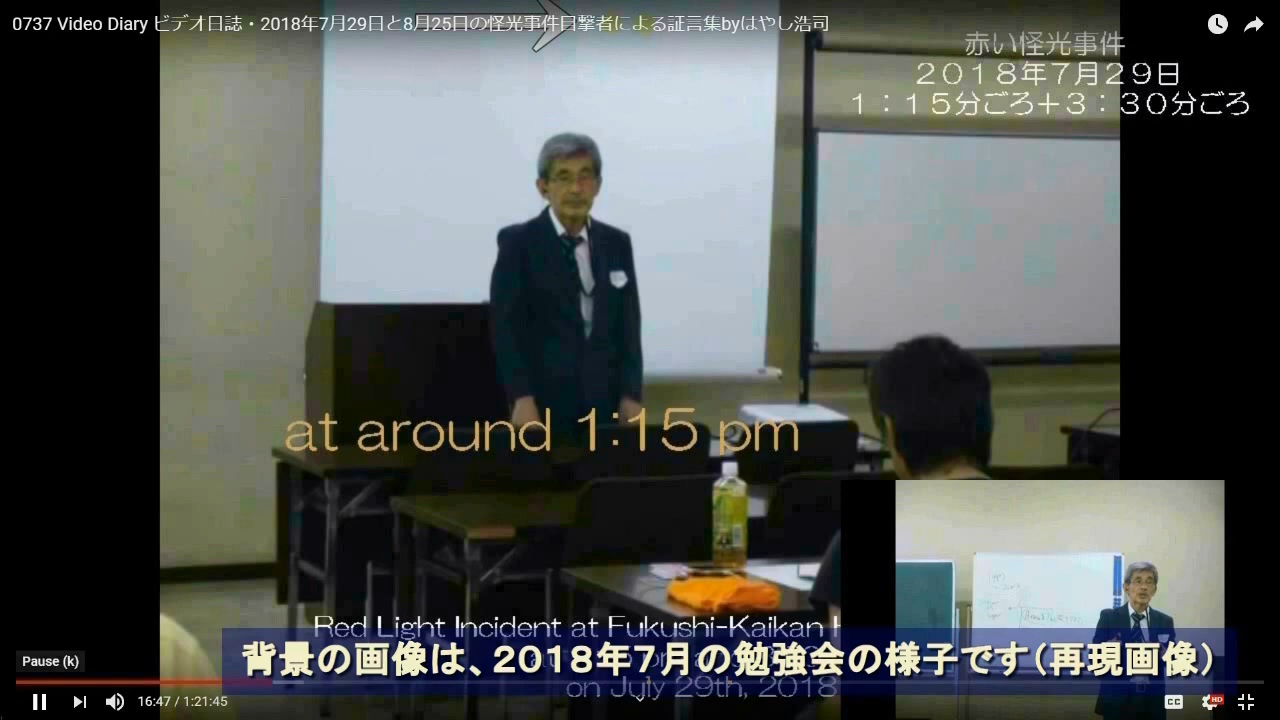 0737 Video Diary ビデオ日誌・2018年7月29日と8月25日の怪光事件目撃者による証言集byはやし浩司
赤い怪光事件
２０１８年７月２９日
１：１５分ごろ＋３：３０分ごろ
at around 1:15 pm
Red Light Incident at Fukushi-Kaikan
背景の画像は、２０１８年７月の勉強会の様子です（再現画像）
on July 29th, 2018
Pause (k)
16:47 / 1:21:45
CC
HD